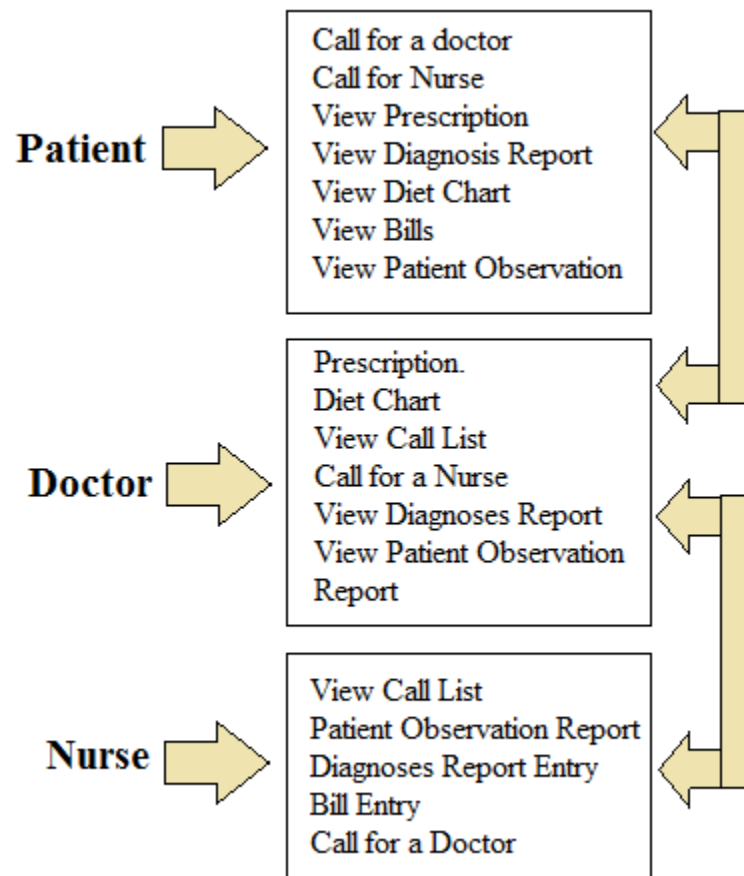 Patient
Call for a doctor
Call for Nurse
View Prescription
View Diagnosis Report
View Diet Chart
View Bills
View Patient Observation
Doctor
Prescription.
Diet Chart
View Call List
Call for a Nurse
View Diagnoses Report
View Patient Observation
Report
Nurse
View Call List
Patient Observation Report
Diagnoses Report Entry
Bill Entry
Call for a Doctor